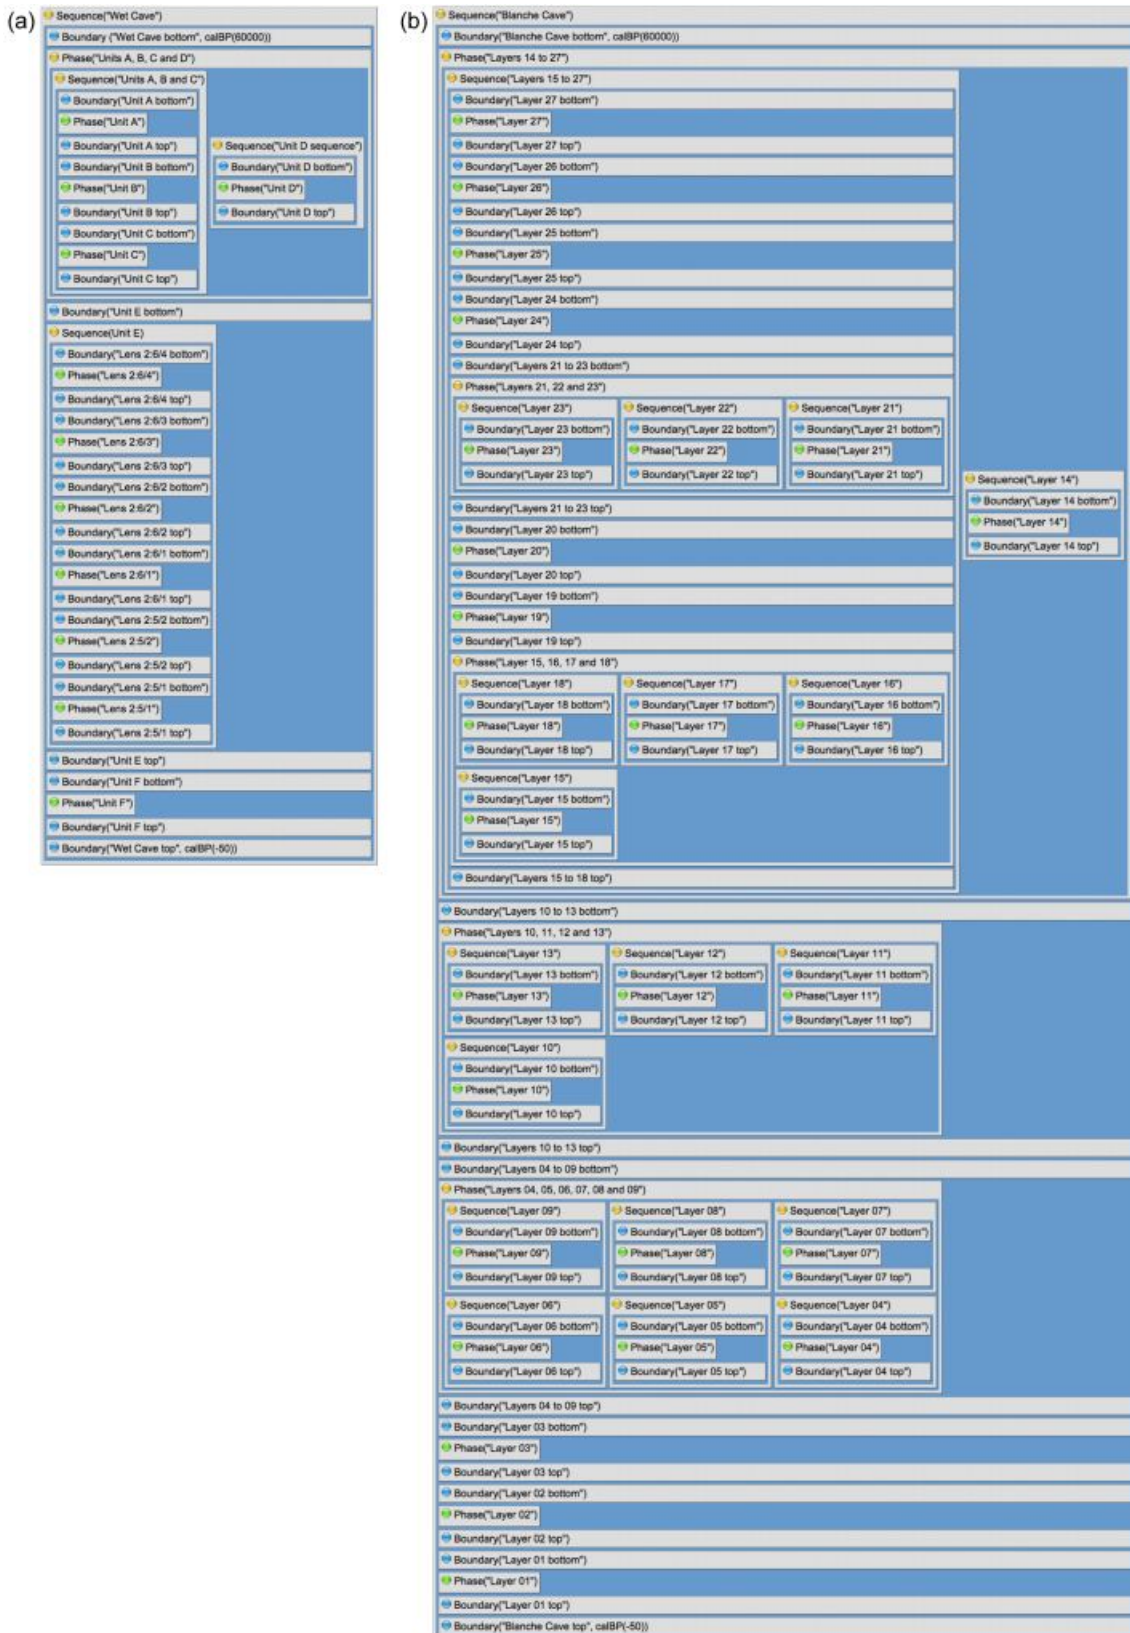 (a)
Sequence("Wet Cave")
Boundary ("Wet Cave bottom", calBP(60000))
Phase("Units A, B, C and D")
Sequence("Units A, B and C")
Boundary("Unit A bottom")
Phase("Unit A")
Boundary("Unit A top")
Boundary("Unit B bottom")
Phase("Unit B")
Boundary("Unit B top")
Boundary("Unit C bottom")
Phase("Unit C")
Boundary("Unit C top")
Sequence("Unit D sequence")
Boundary("Unit D bottom")
Phase("Unit D")
Boundary("Unit D top")
Boundary("Unit E bottom")
Sequence(Unit E)
Boundary("Lens 2:6/4 bottom")
Phase("Lens 2:6/4")
Boundary("Lens 2:6/4 top")
Boundary("Lens 2:6/3 bottom")
Phase("Lens 2:6/3")
Boundary("Lens 2:6/3 top")
Boundary("Lens 2:6/2 bottom")
Phase("Lens 2:6/2")
Boundary("Lens 2:6/2 top")
Boundary("Lens 2:6/1 bottom")
Phase("Lens 2:6/1")
Boundary("Lens 2:6/1 top")
Boundary("Lens 2:5/2 bottom")
Phase("Lens 2:5/2")
Boundary("Lens 2:5/2 top")
Boundary("Lens 2:5/1 bottom")
Phase("Lens 2:5/1")
Boundary("Lens 2:5/1 top")
Boundary("Unit E top")
Boundary("Unit F bottom")
Phase("Unit F")
Boundary("Unit F top")
Boundary("Wet Cave top", calBP(-50))
(b)
Sequence("Blanche Cave")
Boundary("Blanche Cave bottom", calBP(60000))
Phase("Layers 14 to 27")
Sequence("Layers 15 to 27")
Boundary("Layer 27 bottom")
Phase("Layer 27")
Boundary("Layer 27 top")
Boundary("Layer 26 bottom")
Phase("Layer 26")
Boundary("Layer 26 top")
Boundary("Layer 25 bottom")
Phase("Layer 25")
Boundary("Layer 25 top")
Boundary("Layer 24 bottom")
Phase("Layer 24")
Boundary("Layer 24 top")
Boundary("Layers 21 to 23 bottom")
Phase("Layers 21, 22 and 23")
Sequence("Layer 23")
Boundary("Layer 23 bottom")
Phase("Layer 23")
Boundary("Layer 23 top")
Sequence("Layer 22")
Boundary("Layer 22 bottom")
Phase("Layer 22")
Boundary("Layer 22 top")
Sequence("Layer 21")
Boundary("Layer 21 bottom")
Phase("Layer 21")
Boundary("Layer 21 top")
Boundary("Layers 21 to 23 top")
Boundary("Layer 20 bottom")
Phase("Layer 20")
Boundary("Layer 20 top")
Boundary("Layer 19 bottom")
Phase("Layer 19")
Boundary("Layer 19 top")
Phase("Layer 15, 16, 17 and 18")
Sequence("Layer 18")
Boundary("Layer 18 bottom")
Phase("Layer 18")
Boundary("Layer 18 top")
Sequence("Layer 17")
Boundary("Layer 17 bottom")
Phase("Layer 17")
Boundary("Layer 17 top")
Sequence("Layer 16")
Boundary("Layer 16 bottom")
Phase("Layer 16")
Boundary("Layer 16 top")
Sequence("Layer 15")
Boundary("Layer 15 bottom")
Phase("Layer 15")
Boundary("Layer 15 top")
Boundary("Layers 15 to 18 top")
Sequence("Layer 14")
Boundary("Layer 14 bottom")
Phase("Layer 14")
Boundary("Layer 14 top")
Boundary("Layers 10 to 13 bottom")
Phase("Layers 10, 11, 12 and 13")
Sequence("Layer 13")
Boundary("Layer 13 bottom")
Phase("Layer 13")
Boundary("Layer 13 top")
Sequence("Layer 12")
Boundary("Layer 12 bottom")
Phase("Layer 12")
Boundary("Layer 12 top")
Sequence("Layer 11")
Boundary("Layer 11 bottom")
Phase("Layer 11")
Boundary("Layer 11 top")
Sequence("Layer 10")
Boundary("Layer 10 bottom")
Phase("Layer 10")
Boundary("Layer 10 top")
Boundary("Layers 10 to 13 top")
Boundary("Layers 04 to 09 bottom")
Phase("Layers 04, 05, 06, 07, 08 and 09")
Sequence("Layer 09")
Boundary("Layer 09 bottom")
Phase("Layer 09")
Boundary("Layer 09 top")
Sequence("Layer 08")
Boundary("Layer 08 bottom")
Phase("Layer 08")
Boundary("Layer 08 top")
Sequence("Layer 07")
Boundary("Layer 07 bottom")
Phase("Layer 07")
Boundary("Layer 07 top")
Sequence("Layer 06")
Boundary("Layer 06 bottom")
Phase("Layer 06")
Boundary("Layer 06 top")
Sequence("Layer 05")
Boundary("Layer 05 bottom")
Phase("Layer 05")
Boundary("Layer 05 top")
Sequence("Layer 04")
Boundary("Layer 04 bottom")
Phase("Layer 04")
Boundary("Layer 04 top")
Boundary("Layers 04 to 09 top")
Boundary("Layer 03 bottom")
Phase("Layer 03")
Boundary("Layer 03 top")
Boundary("Layer 02 bottom")
Phase("Layer 02")
Boundary("Layer 02 top")
Boundary("Layer 01 bottom")
Phase("Layer 01")
Boundary("Layer 01 top")
Boundary("Blanche Cave top", calBP(-50))